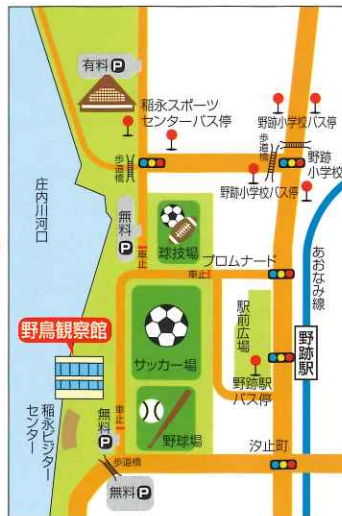 有料P
稲永スポーツ
センターバス停
野跡小学校バス停
歩道橋
歩道橋
野跡
小学校
野跡小学校バス停
庄内川河口
無料P
車止
球技場
プロムナード
車止
あおなみ線
駅前広場
野跡駅
野鳥観察館
サッカー場
野跡駅
バス停
稲永ビジター
センター
無料P
車止
野球場
歩道橋
汐止町
無料P